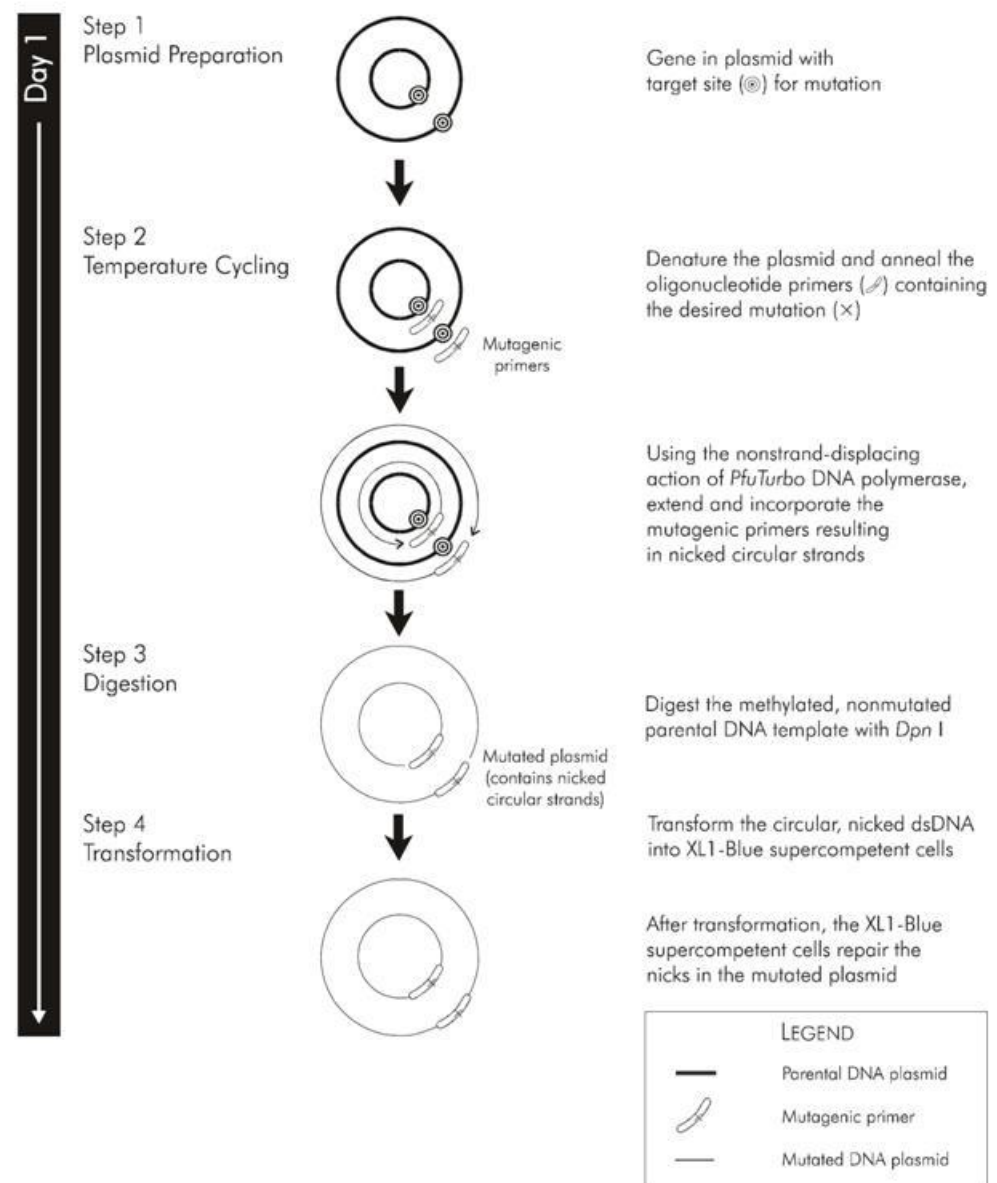 Day 1
Step 1
Plasmid Preparation
Gene in plasmid with
target site (◎) for mutation
Step 2
Temperature Cycling
Denature the plasmid and anneal the
oligonucleotide primers () containing
the desired mutation (×)
Mutagenic
primers
Using the nonstrand-displacing
action of PfuTurbo DNA polymerase,
extend and incorporate the
mutagenic primers resulting
in nicked circular strands
Step 3
Digestion
Digest the methylated, nonmutated
parental DNA template with Dpn I
Mutated plasmid
(contains nicked
circular strands)
Step 4
Transformation
Transform the circular, nicked dsDNA
into XL1-Blue supercompetent cells
After transformation, the XL1-Blue
supercompetent cells repair the
nicks in the mutated plasmid
LEGEND
Parental DNA plasmid
Mutagenic primer
Mutated DNA plasmid